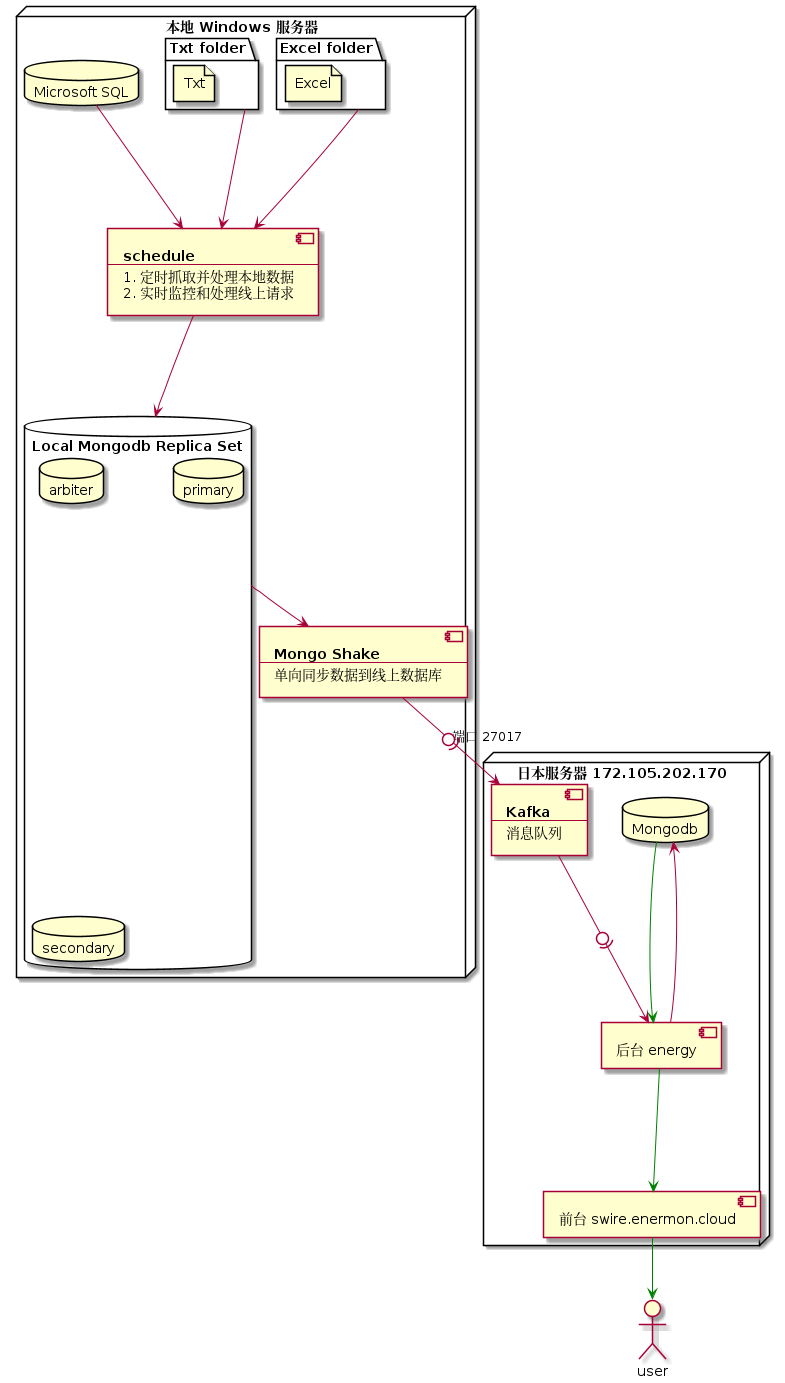 本地 Windows 服务器
Txt folder
Excel folder
Microsoft SQL
Txt
Excel
schedule
1. 定时抓取并处理本地数据
2. 实时监控和处理线上请求
Local Mongodb Replica Set
arbiter
primary
Mongo Shake
单向同步数据到线上数据库
端口 27017
日本服务器 172.105.202.170
Kafka
消息队列
Mongodb
secondary
后台 energy
前台 swire.enermon.cloud
user